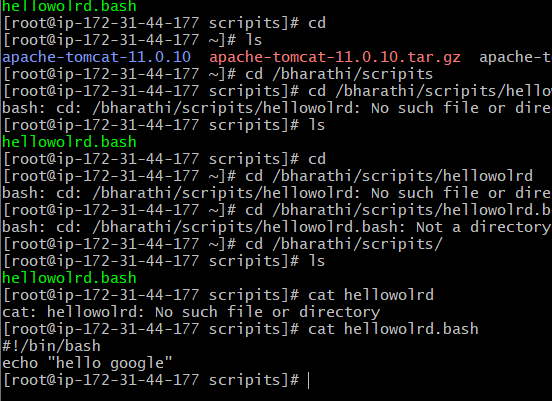 hellowolrd.bash
[root@ip-172-31-44-177 scripits]# cd
[root@ip-172-31-44-177 ~]# ls
apache-tomcat-11.0.10  apache-tomcat-11.0.10.tar.gz  apache-t
[root@ip-172-31-44-177 ~]# cd /bharathi/scripits
[root@ip-172-31-44-177 scripits]# cd /bharathi/scripits/hello
bash: cd: /bharathi/scripits/hellowolrd: No such file or dire
[root@ip-172-31-44-177 scripits]# ls
hellowolrd.bash
[root@ip-172-31-44-177 scripits]# cd
[root@ip-172-31-44-177 ~]# cd /bharathi/scripits/hellowolrd
bash: cd: /bharathi/scripits/hellowolrd: No such file or dire
[root@ip-172-31-44-177 ~]# cd /bharathi/scripits/hellowolrd.b
bash: cd: /bharathi/scripits/hellowolrd.bash: Not a directory
[root@ip-172-31-44-177 ~]# cd /bharathi/scripits/
[root@ip-172-31-44-177 scripits]# ls
hellowolrd.bash
[root@ip-172-31-44-177 scripits]# cat hellowolrd
cat: hellowolrd: No such file or directory
[root@ip-172-31-44-177 scripits]# cat hellowolrd.bash
#!/bin/bash
echo "hello google"
[root@ip-172-31-44-177 scripits]#